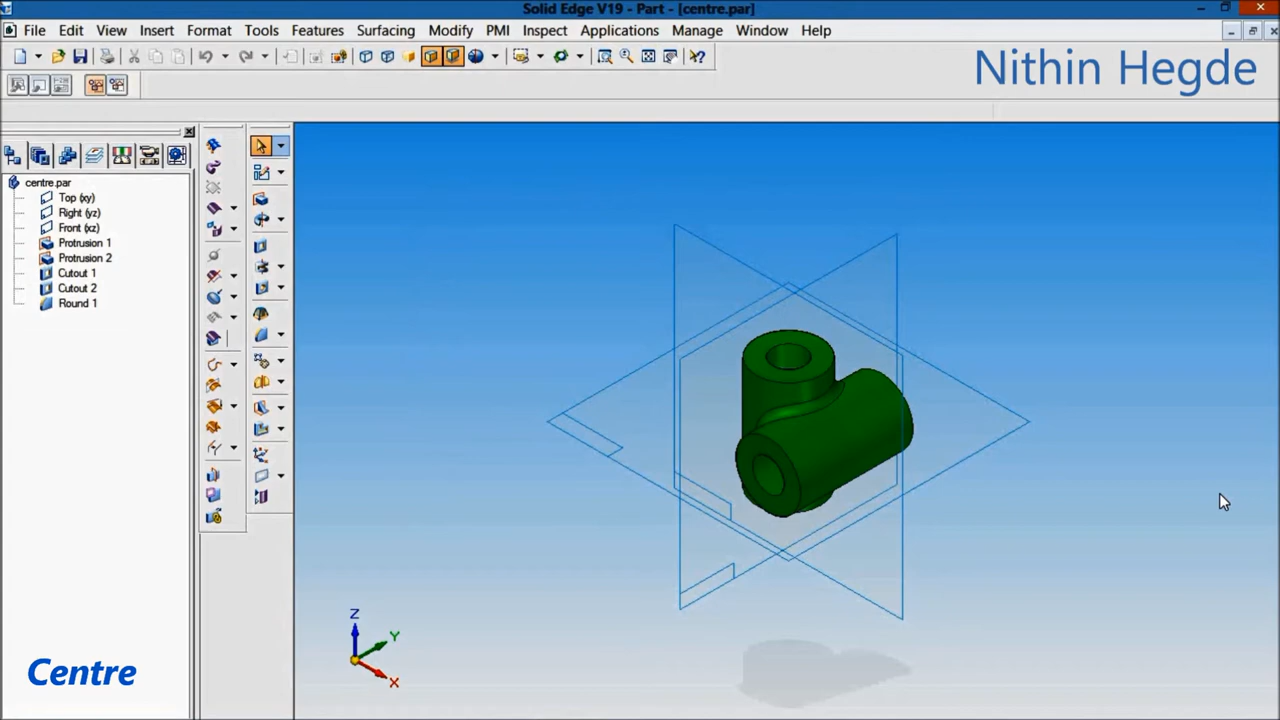 Solid Edge V19 - Part - [centre.par]
File Edit View Insert Format Tools Features Surfacing Modify PMI Inspect Applications Manage Window Help
Nithin Hegde
centre.par
Top (xy)
Right (yz)
Front (xz)
Protrusion 1
Protrusion 2
Cutout 1
Cutout 2
Round 1
Z
Y
X
Centre